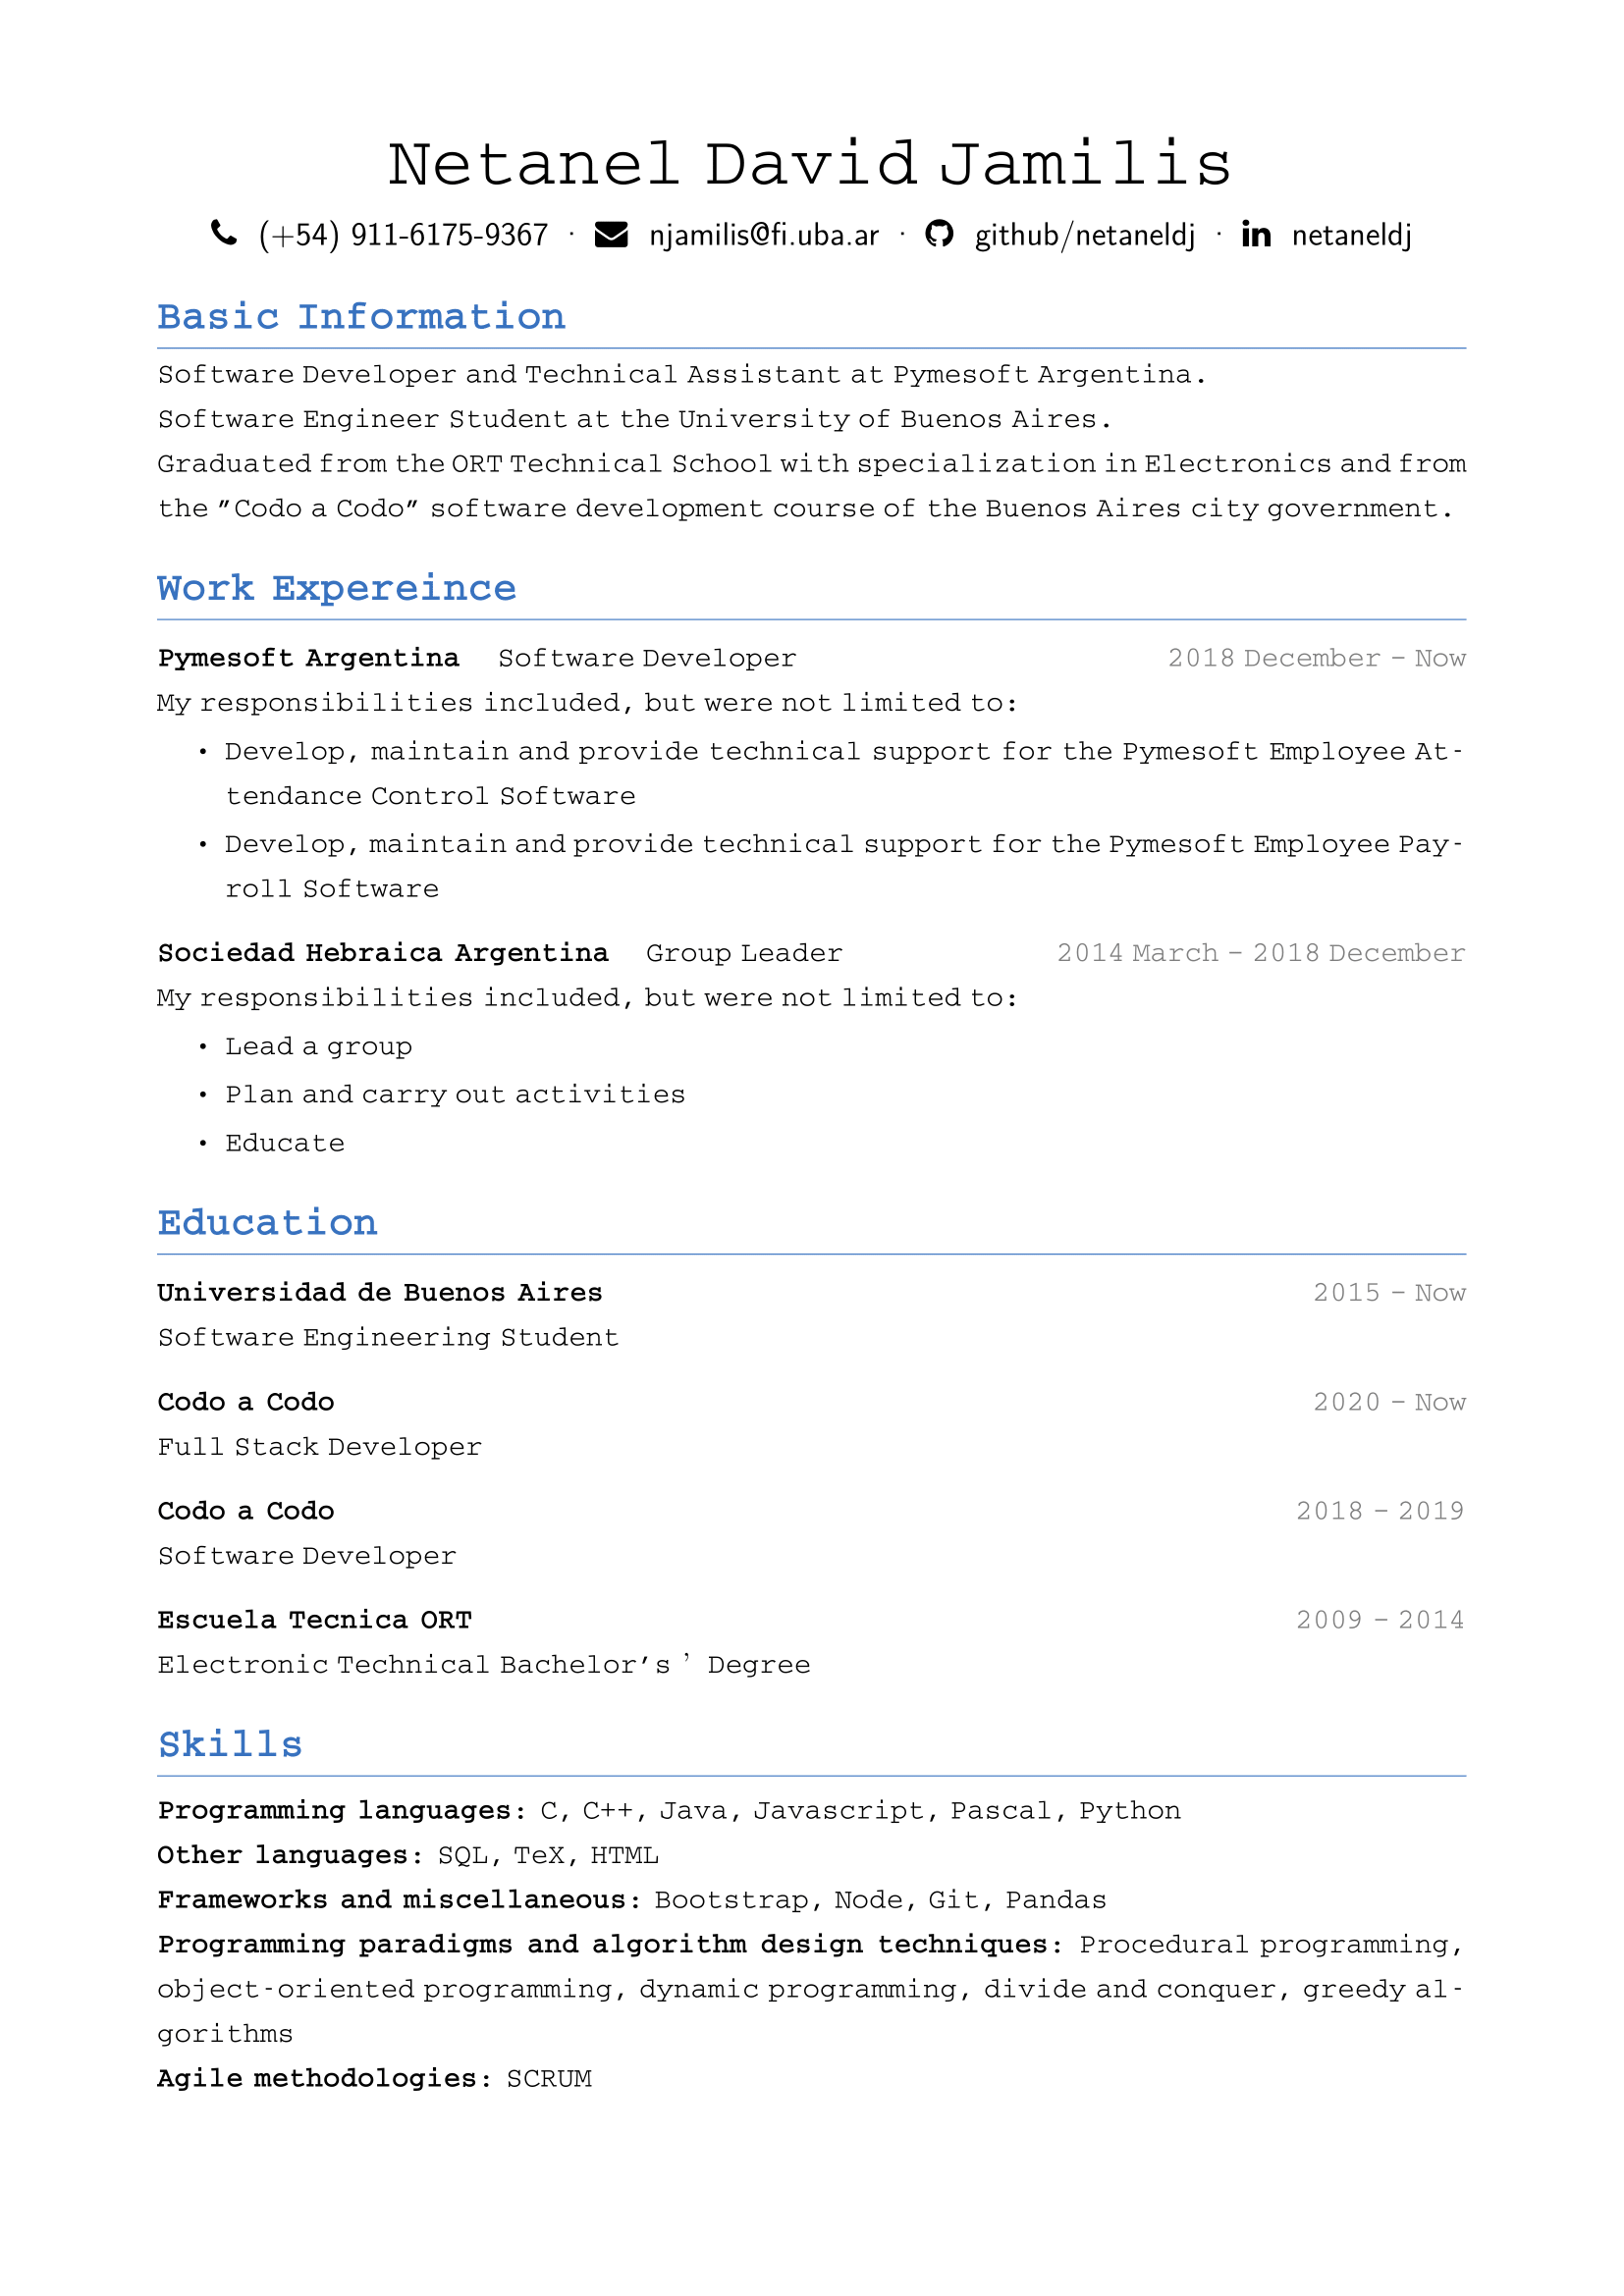 Netanel David Jamilis
(+54) 911-6175-9367 · njamilis@fi.uba.ar · github/netaneldj · netaneldj
Basic Information
Software Developer and Technical Assistant at Pymesoft Argentina.
Software Engineer Student at the University of Buenos Aires.
Graduated from the ORT Technical School with specialization in Electronics and from
the "Codo a Codo" software development course of the Buenos Aires city government.
Work Expereince
Pymesoft Argentina Software Developer 2018 December - Now
My responsibilities included, but were not limited to:
• Develop, maintain and provide technical support for the Pymesoft Employee At-
tendance Control Software
• Develop, maintain and provide technical support for the Pymesoft Employee Pay-
roll Software
Sociedad Hebraica Argentina Group Leader 2014 March - 2018 December
My responsibilities included, but were not limited to:
• Lead a group
• Plan and carry out activities
• Educate
Education
Universidad de Buenos Aires 2015 - Now
Software Engineering Student
Codo a Codo 2020 - Now
Full Stack Developer
Codo a Codo 2018 - 2019
Software Developer
Escuela Tecnica ORT 2009 - 2014
Electronic Technical Bachelor's ' Degree
Skills
Programming languages: C, C++, Java, Javascript, Pascal, Python
Other languages: SQL, TeX, HTML
Frameworks and miscellaneous: Bootstrap, Node, Git, Pandas
Programming paradigms and algorithm design techniques: Procedural programming,
object-oriented programming, dynamic programming, divide and conquer, greedy al-
gorithms
Agile methodologies: SCRUM